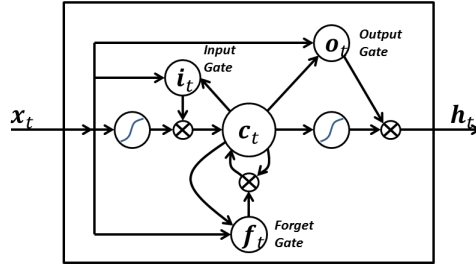 Input
Gate
i_t
o_t
Output
Gate
x_t
c_t
h_t
f_t
Forget
Gate